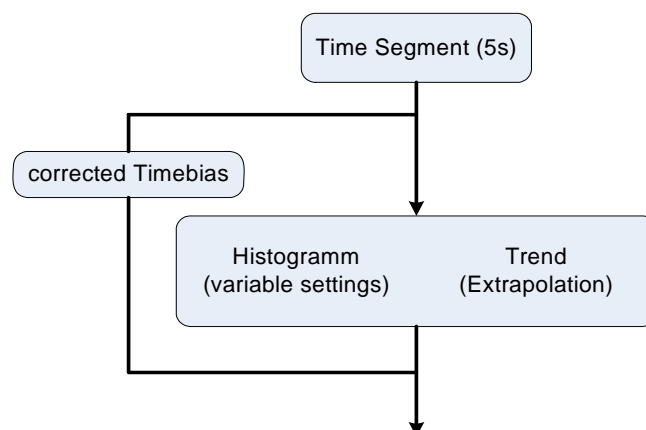 Time Segment (5s)
corrected Timebias
Histogramm
(variable settings)
Trend
(Extrapolation)